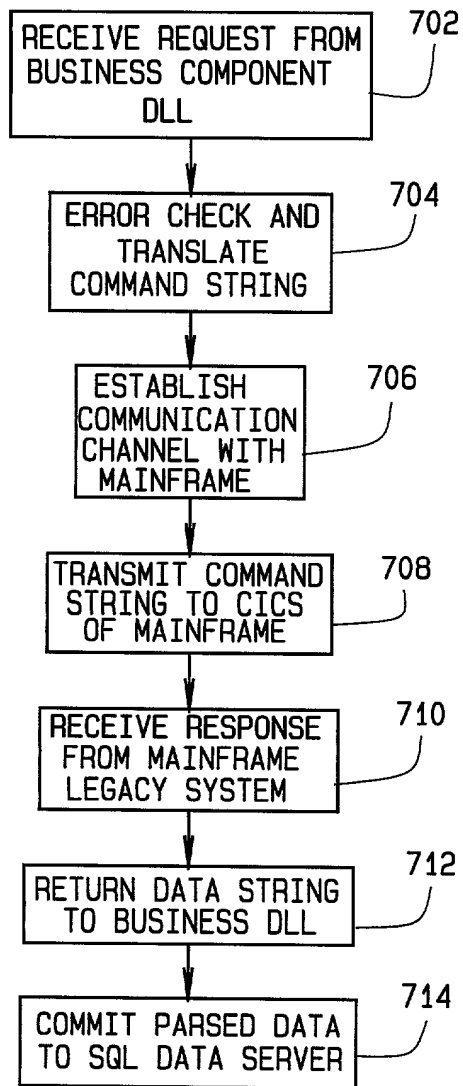 RECEIVE REQUEST FROM
BUSINESS COMPONENT
DLL
702
ERROR CHECK AND
TRANSLATE
COMMAND STRING
704
ESTABLISH
COMMUNICATION
CHANNEL WITH
MAINFRAME
706
TRANSMIT COMMAND
STRING TO CICS
OF MAINFRAME
708
RECEIVE RESPONSE
FROM MAINFRAME
LEGACY SYSTEM
710
RETURN DATA STRING
TO BUSINESS DLL
712
COMMIT PARSED DATA
TO SQL DATA SERVER
714